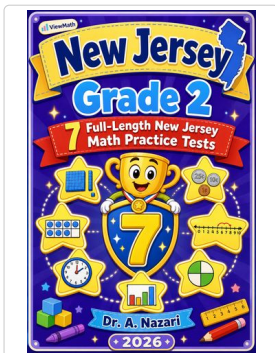 ViewMath
New Jersey
Grade 2
7 Full-Length New Jersey
Math Practice Tests
7
Dr. A. Nazari
2026